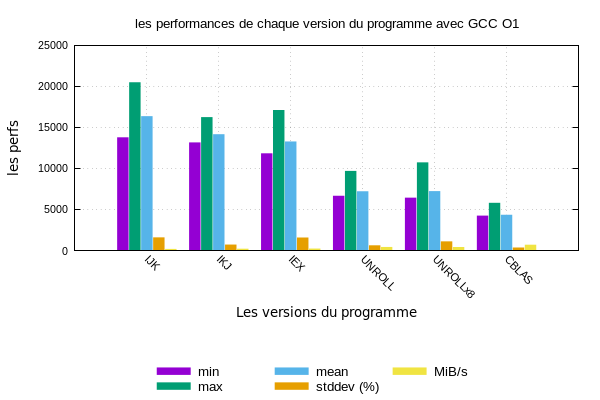 les performances de chaque version du programme avec GCC O1
25000
20000
15000
10000
5000
0
les perfs
IJK
IKJ
IEX
UNROLL
UNROLLx8
CBLAS
Les versions du programme
min
mean
MiB/s
max
stddev (%)